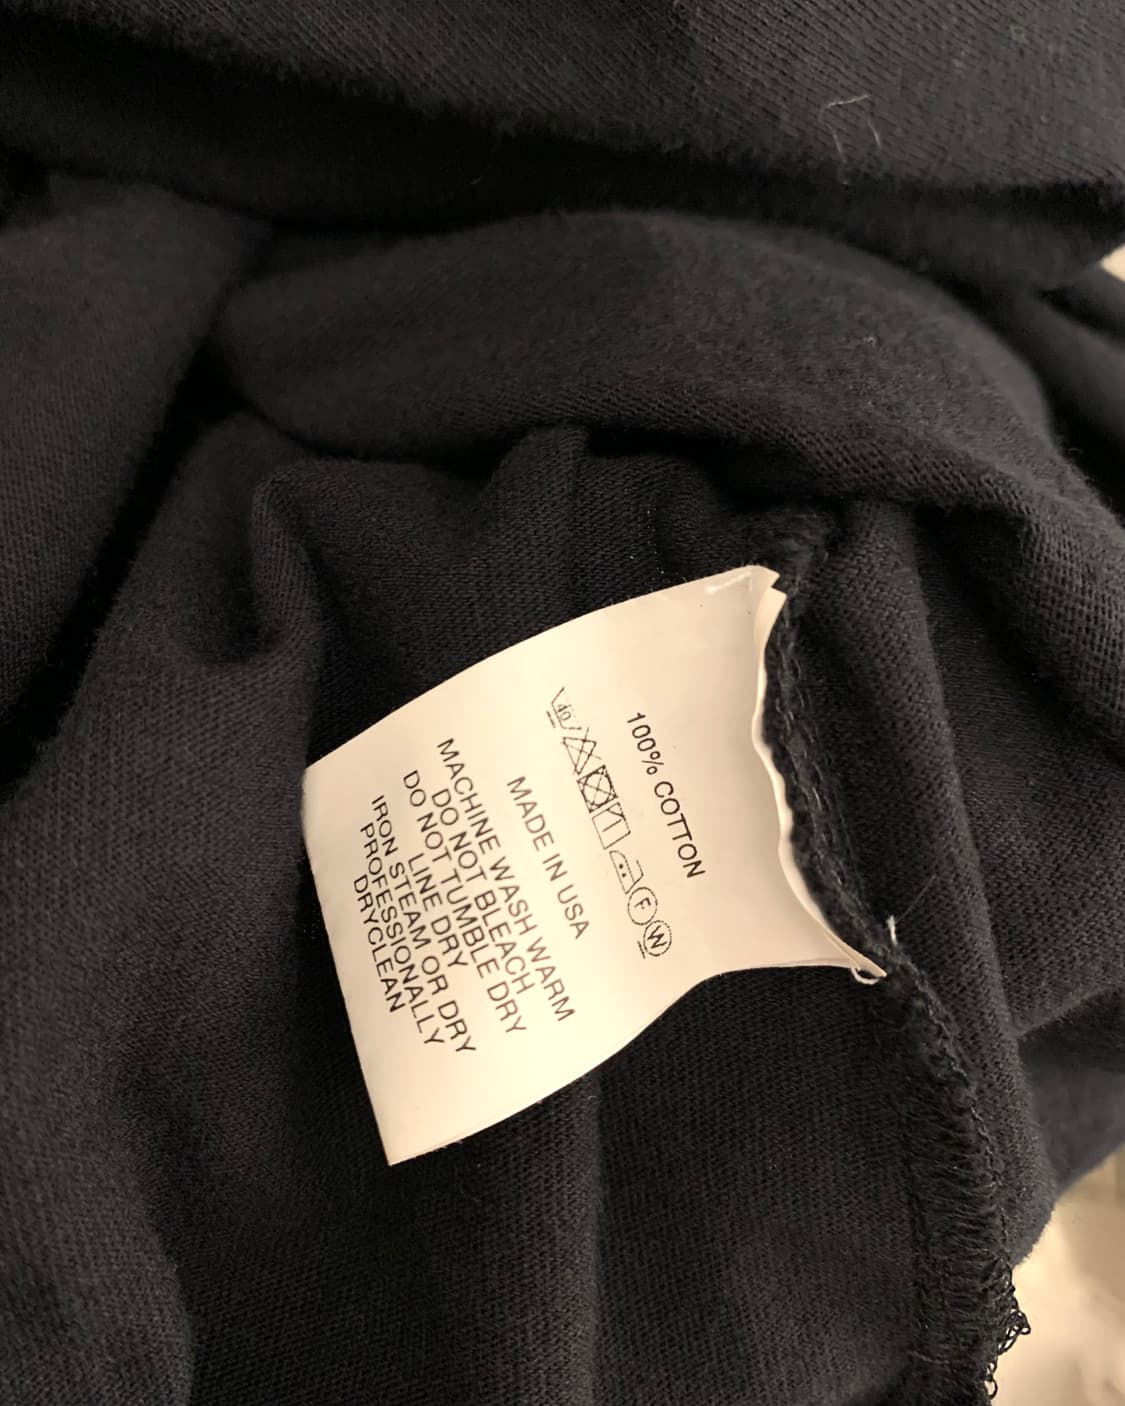 100% COTTON
40
F W
MADE IN USA
MACHINE WASH WARM
DO NOT BLEACH
DO NOT TUMBLE DRY
LINE DRY
IRON STEAM OR DRY
PROFESSIONALLY
DRYCLEAN